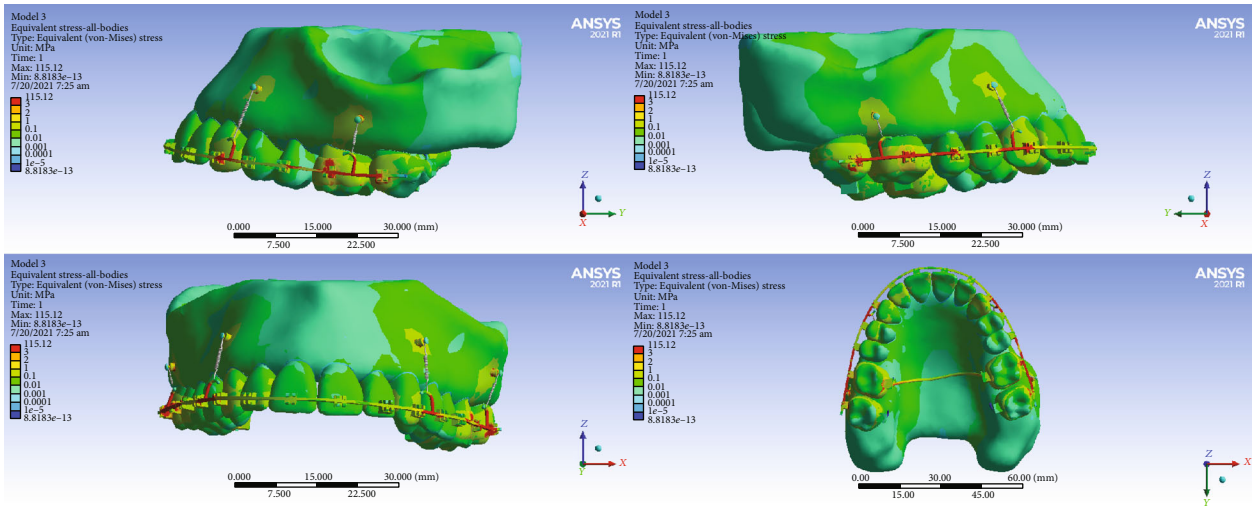 Model 3
Equivalent stress-all-bodies
Type: Equivalent (von-Mises) stress
Unit: MPa
Time: 1
Max: 115.12
Min: 8.8183e–13
7/20/2021 7:25 am
115.12
3
2
1
0.1
0.01
0.001
0.0001
1e–5
8.8183e–13
ANSYS
2021 R1
Z
Y
X
0.000 15.000 30.000 (mm)
7.500 22.500
Model 3
Equivalent stress-all-bodies
Type: Equivalent (von-Mises) stress
Unit: MPa
Time: 1
Max: 115.12
Min: 8.8183e–13
7/20/2021 7:25 am
115.12
3
2
1
0.1
0.01
0.001
0.0001
1e–5
8.8183e–13
ANSYS
2021 R1
Z
Y
X
0.000 15.000 30.000 (mm)
7.500 22.500
Model 3
Equivalent stress-all-bodies
Type: Equivalent (von-Mises) stress
Unit: MPa
Time: 1
Max: 115.12
Min: 8.8183e–13
7/20/2021 7:25 am
115.12
3
2
1
0.1
0.01
0.001
0.0001
1e–5
8.8183e–13
ANSYS
2021 R1
Z
Y
X
0.000 15.000 30.000 (mm)
7.500 22.500
Model 3
Equivalent stress-all-bodies
Type: Equivalent (von-Mises) stress
Unit: MPa
Time: 1
Max: 115.12
Min: 8.8183e–13
7/20/2021 7:25 am
115.12
3
2
1
0.1
0.01
0.001
0.0001
1e–5
8.8183e–13
ANSYS
2021 R1
Z
X
Y
0.00 30.00 60.00 (mm)
15.00 45.00